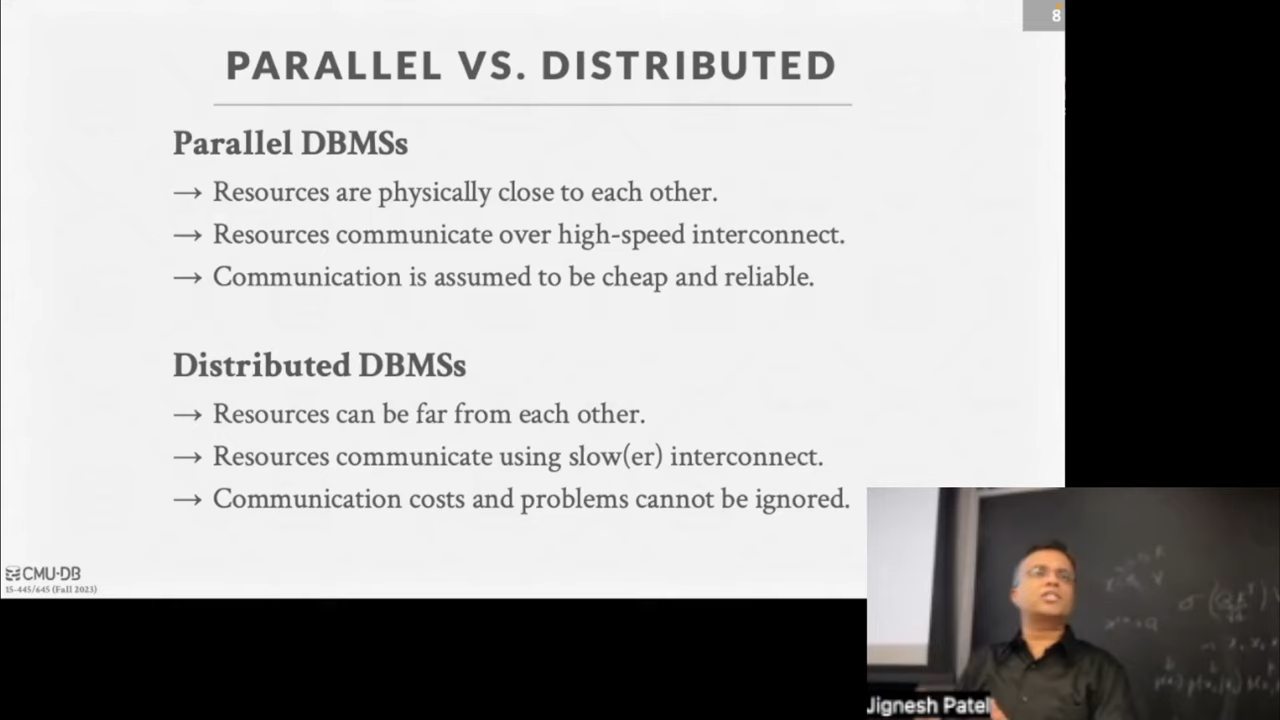 8
PARALLEL VS. DISTRIBUTED
Parallel DBMSs
→ Resources are physically close to each other.
→ Resources communicate over high-speed interconnect.
→ Communication is assumed to be cheap and reliable.
Distributed DBMSs
→ Resources can be far from each other.
→ Resources communicate using slow(er) interconnect.
→ Communication costs and problems cannot be ignored.
CMU·DB
15-445/645 (Fall 2023)
Jignesh Patel